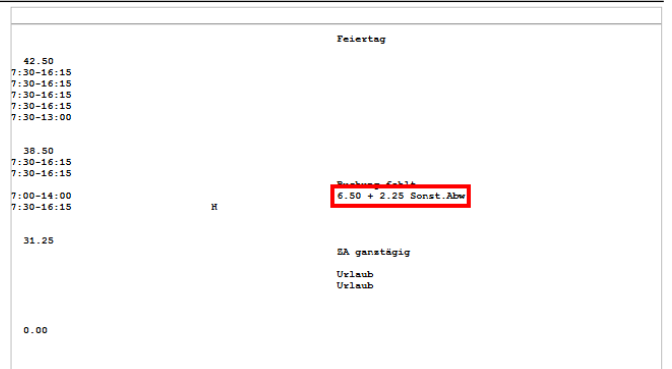 Feiertag
42.50
7:30-16:15
7:30-16:15
7:30-16:15
7:30-16:15
7:30-13:00
38.50
7:30-16:15
7:30-16:15
Buchung fehlt
7:00-14:00 6.50 + 2.25 Sonst.Abw
7:30-16:15 H
31.25
ZA ganztägig
Urlaub
Urlaub
0.00